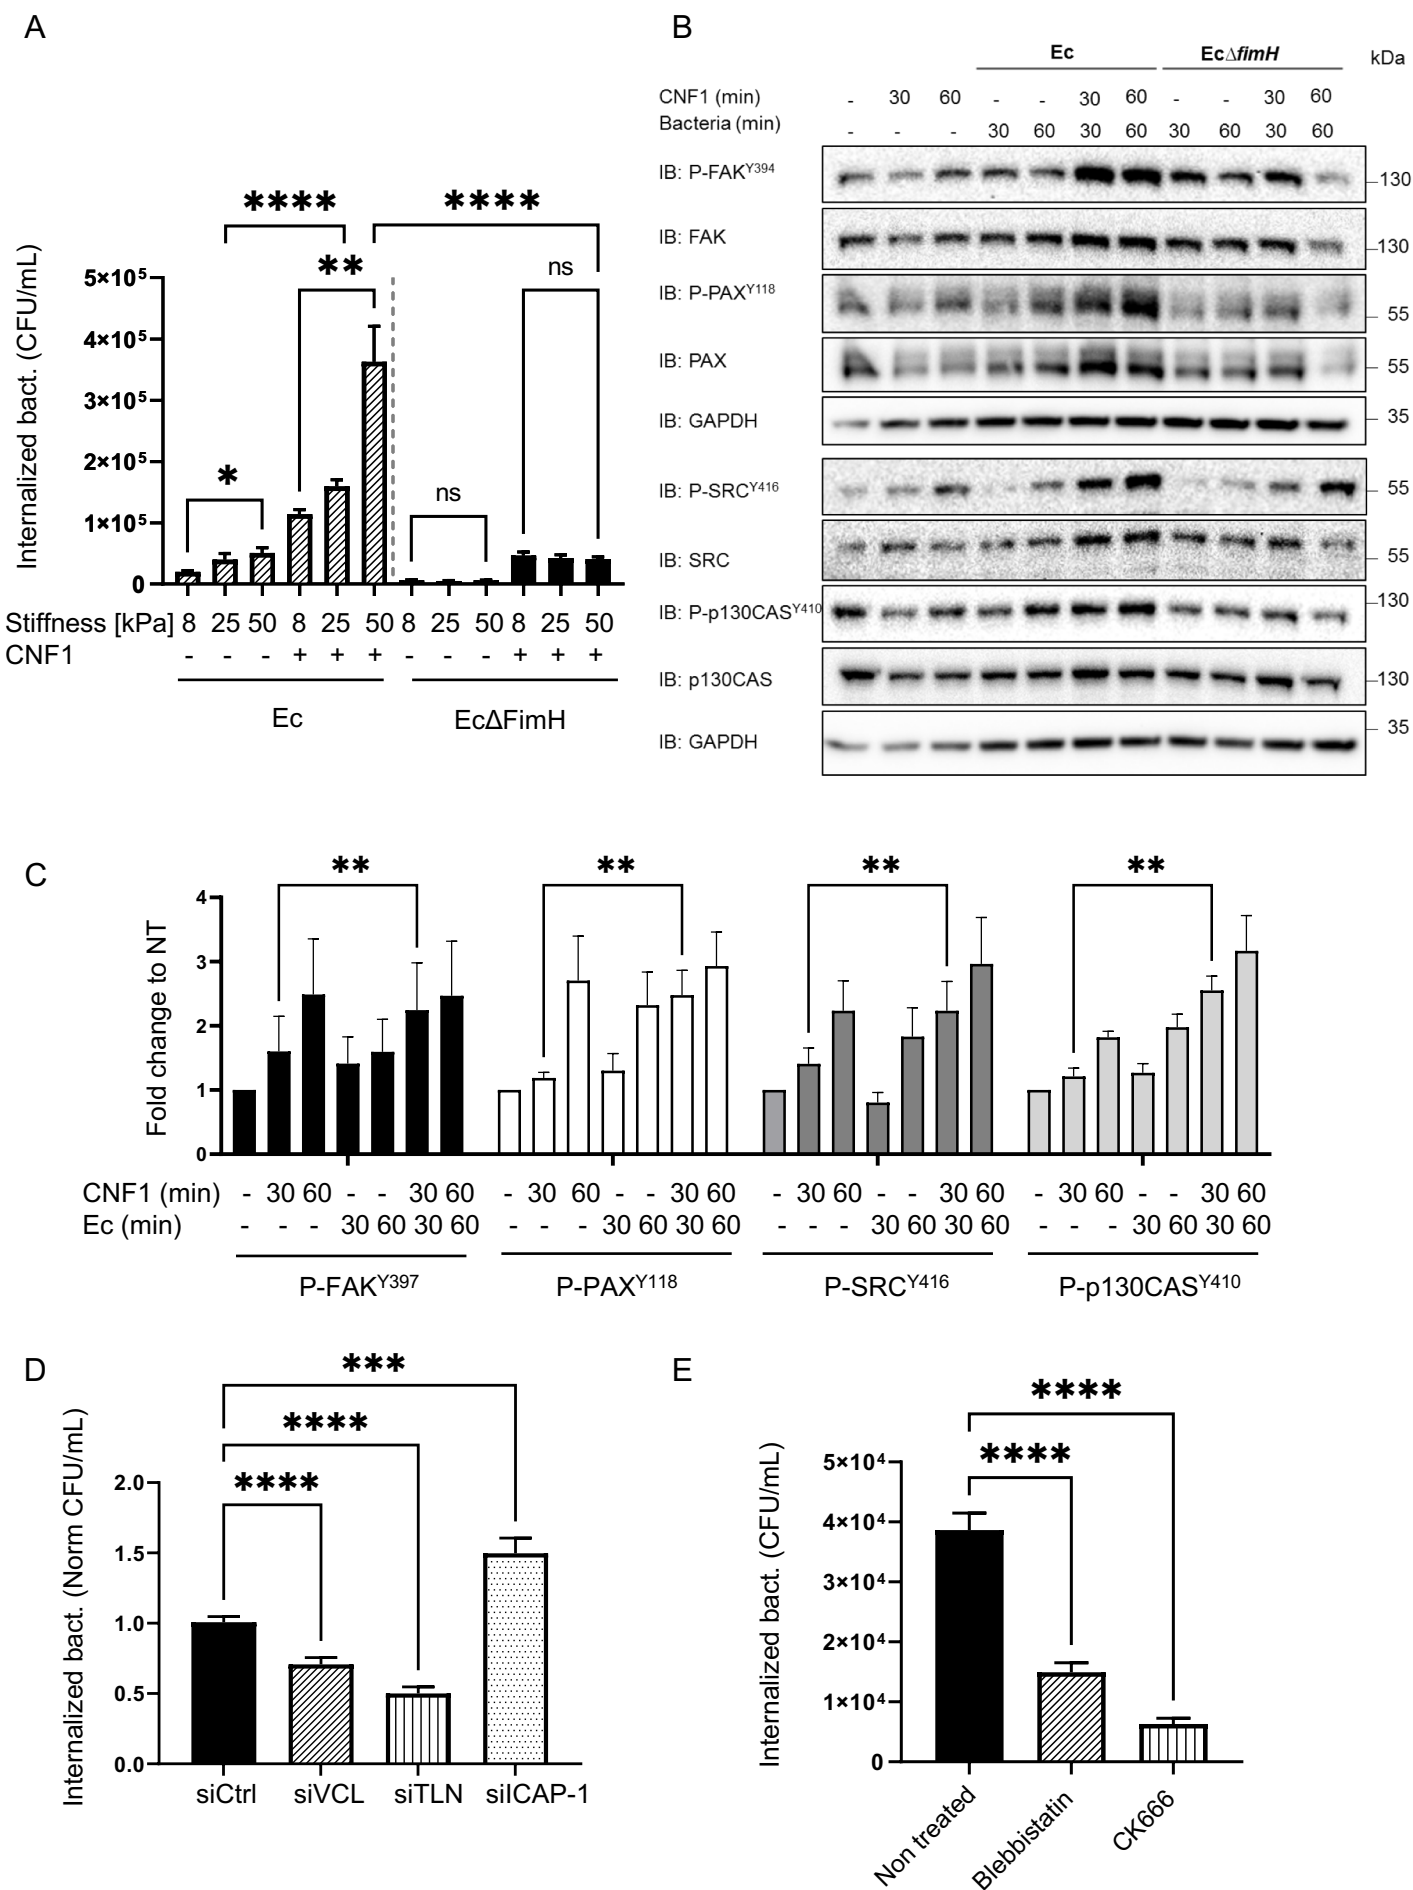 A
**** ****
** ns
* ns
Internalized bact. (CFU/mL)
5×10⁵
4×10⁵
3×10⁵
2×10⁵
1×10⁵
0
Stiffness [kPa] 8 25 50 8 25 50 8 25 50 8 25 50
CNF1 - - - + + + - - - + + +
Ec EcΔFimH
B
Ec EcΔfimH kDa
CNF1 (min) - 30 60 - - 30 60 - - 30 60
Bacteria (min) - - - 30 60 30 60 30 60 30 60
IB: P-FAKY394 130
IB: FAK 130
IB: P-PAXY118 55
IB: PAX 55
IB: GAPDH 35
IB: P-SRCY416 55
IB: SRC 55
IB: P-p130CASY410 130
IB: p130CAS 130
IB: GAPDH 35
C
** ** ** **
Fold change to NT
4
3
2
1
0
CNF1 (min) - 30 60 - - 30 60 - 30 60 - - 30 60 - 30 60 - - 30 60 - 30 60 - - 30 60
Ec (min) - - - 30 60 30 60 - - - 30 60 30 60 - - - 30 60 30 60 - - - 30 60 30 60
P-FAKY397 P-PAXY118 P-SRCY416 P-p130CASY410
D
***
****
****
Internalized bact. (Norm CFU/mL)
2.0
1.5
1.0
0.5
0.0
siCtrl siVCL siTLN siICAP-1
E
****
****
Internalized bact. (CFU/mL)
5×10⁴
4×10⁴
3×10⁴
2×10⁴
1×10⁴
0
Non treated Blebbistatin CK666